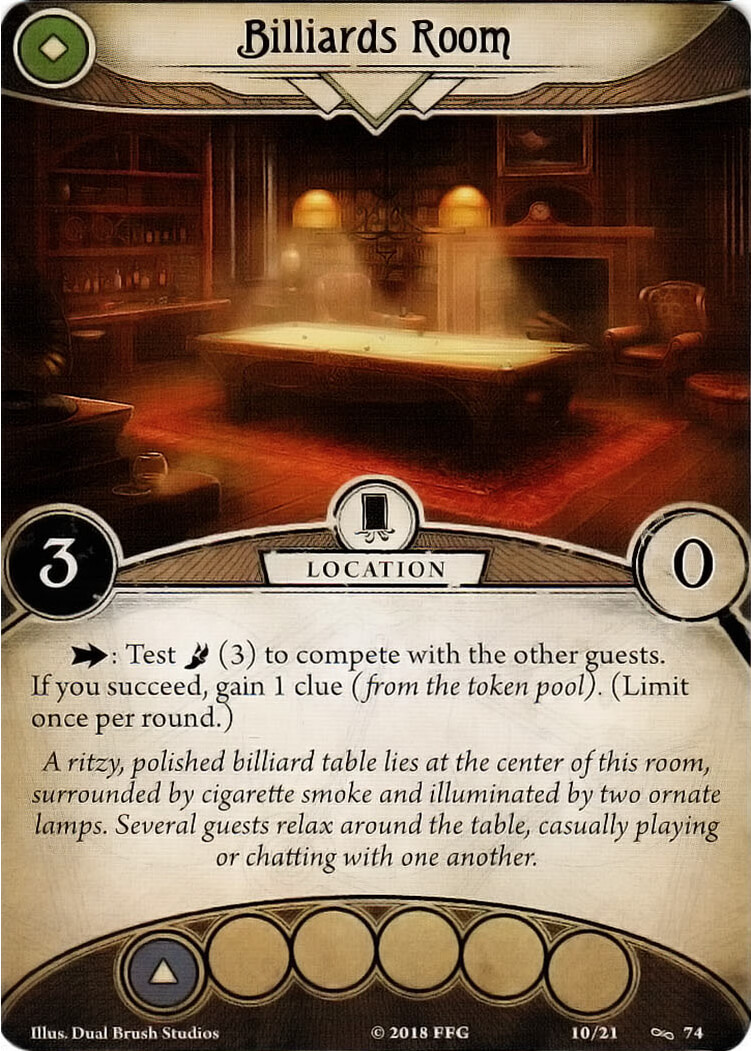 Billiards Room
3
LOCATION
0
: Test (3) to compete with the other guests.
If you succeed, gain 1 clue (from the token pool). (Limit
once per round.)
A ritzy, polished billiard table lies at the center of this room,
surrounded by cigarette smoke and illuminated by two ornate
lamps. Several guests relax around the table, casually playing
or chatting with one another.
Illus. Dual Brush Studios © 2018 FFG 10/21 74